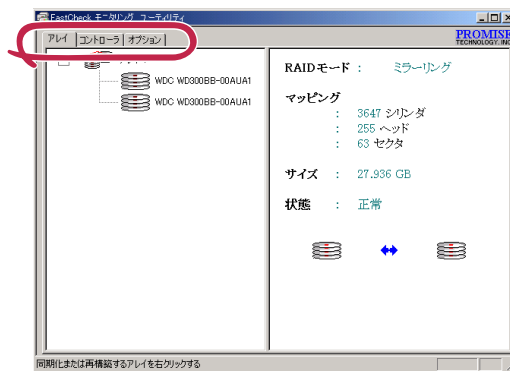 FastCheck モニタリング ユーティリティ
アレイ
コントローラ
オプション
PROMISE
TECHNOLOGY, INC
WDC WD300BB-00AUA1
WDC WD300BB-00AUA1
RAIDモード : ミラーリング
マッピング
: 3647 シリンダ
: 255 ヘッド
: 63 セクタ
サイズ : 27.936 GB
状態 : 正常
同期化または再構築するアレイを右クリックする